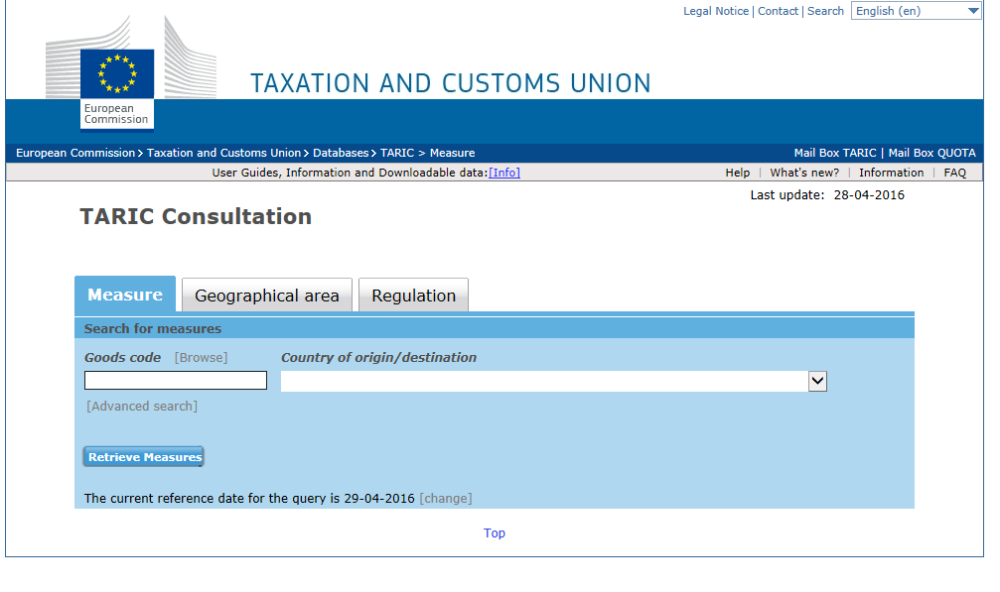 Legal Notice | Contact | Search English (en)
TAXATION AND CUSTOMS UNION
European
Commission
European Commission > Taxation and Customs Union > Databases > TARIC > Measure Mail Box TARIC | Mail Box QUOTA
User Guides, Information and Downloadable data:[Info] Help | What's new? | Information | FAQ
Last update: 28-04-2016
TARIC Consultation
Measure Geographical area Regulation
Search for measures
Goods code [Browse] Country of origin/destination
[Advanced search]
Retrieve Measures
The current reference date for the query is 29-04-2016 [change]
Top